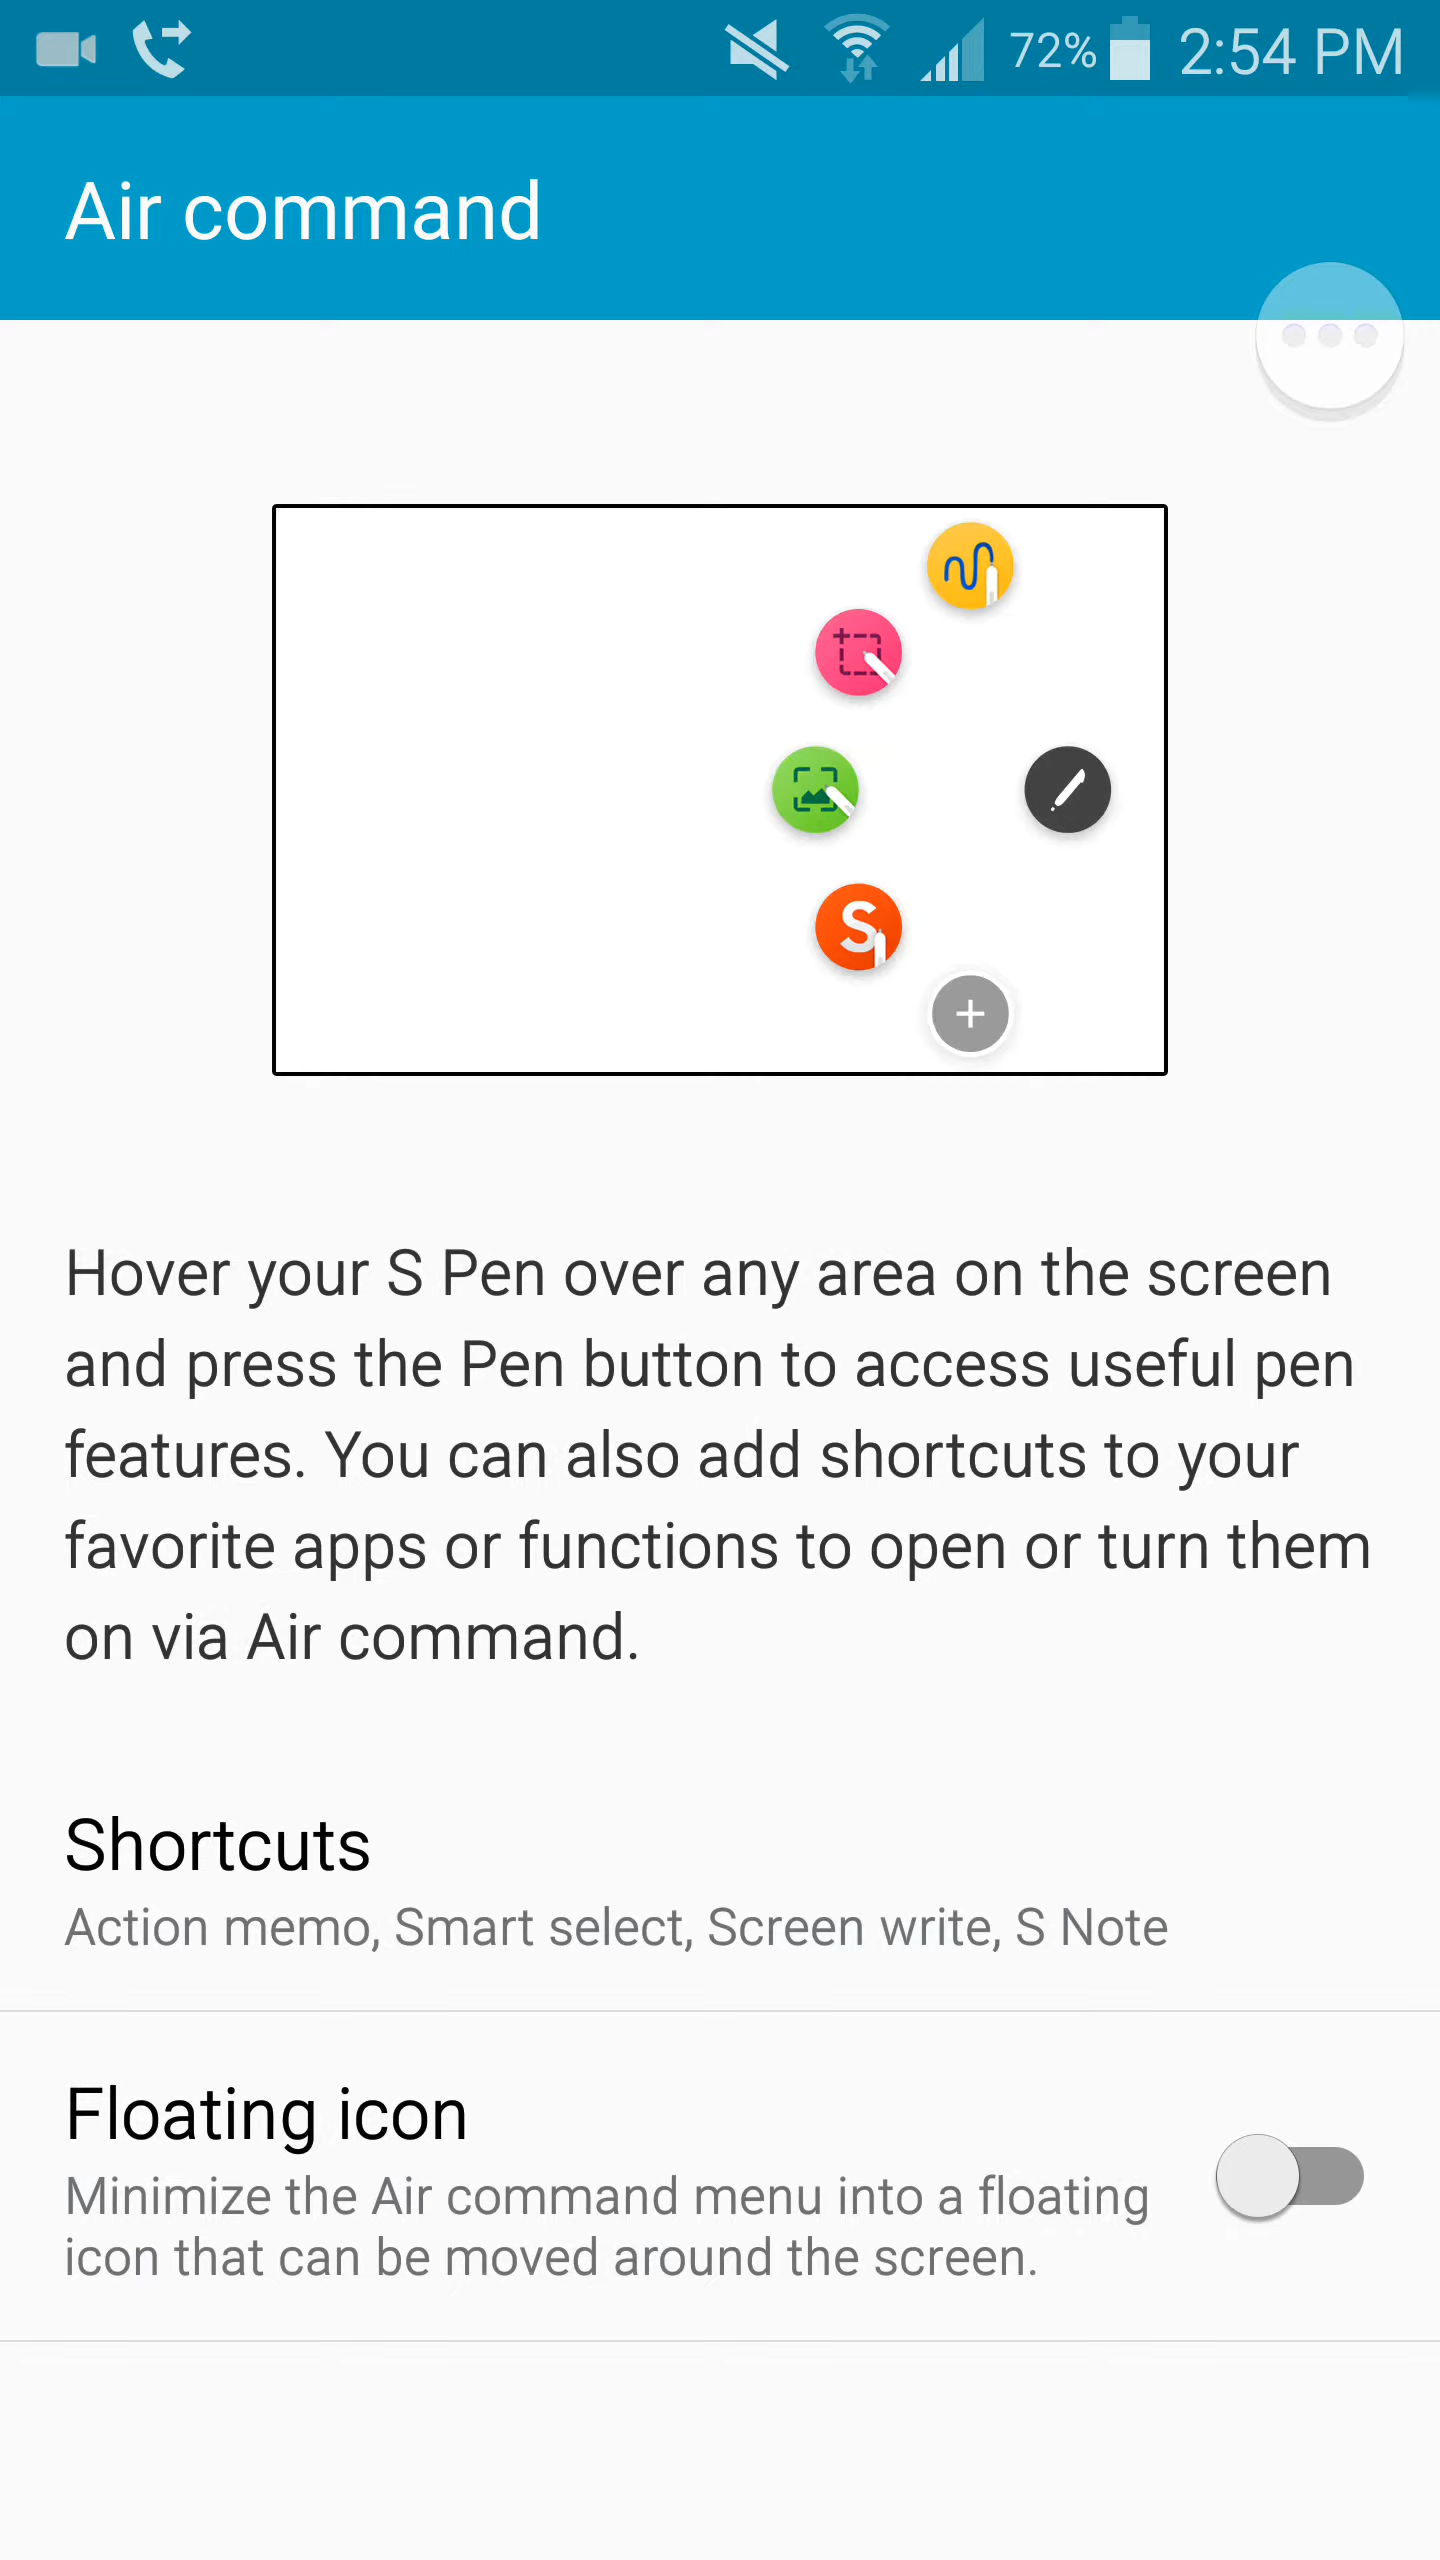 72% 2:54 PM
Air command
S
Hover your S Pen over any area on the screen
and press the Pen button to access useful pen
features. You can also add shortcuts to your
favorite apps or functions to open or turn them
on via Air command.
Shortcuts
Action memo, Smart select, Screen write, S Note
Floating icon
Minimize the Air command menu into a floating
icon that can be moved around the screen.